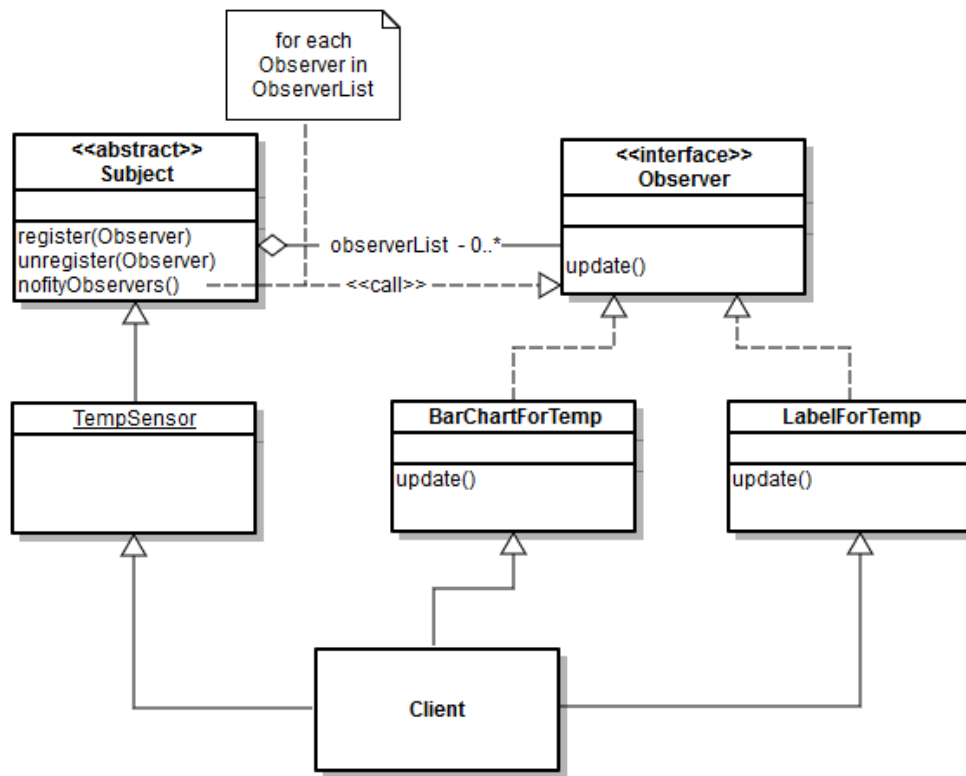 for each
Observer in
ObserverList
<<abstract>>
Subject
register(Observer)
unregister(Observer)
nofityObservers()
observerList - 0..*
<<call>>
<<interface>>
Observer
update()
TempSensor
BarChartForTemp
update()
LabelForTemp
update()
Client